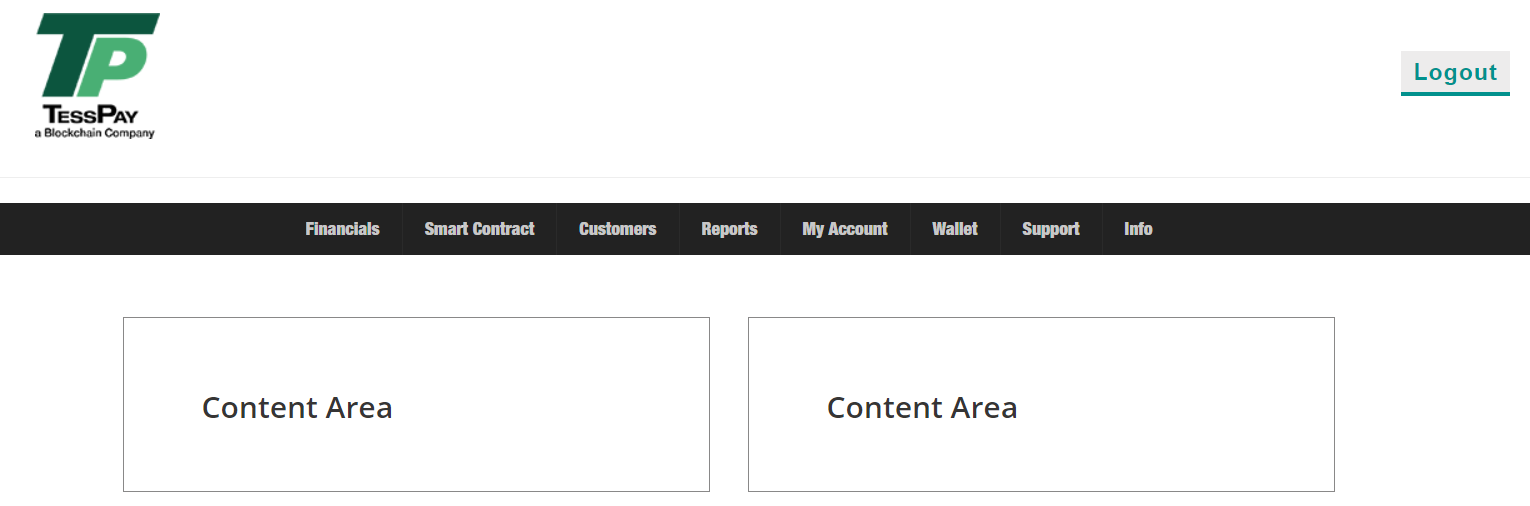 TP
TESSPAY
a Blockchain Company
Logout
Financials Smart Contract Customers Reports My Account Wallet Support Info
Content Area Content Area